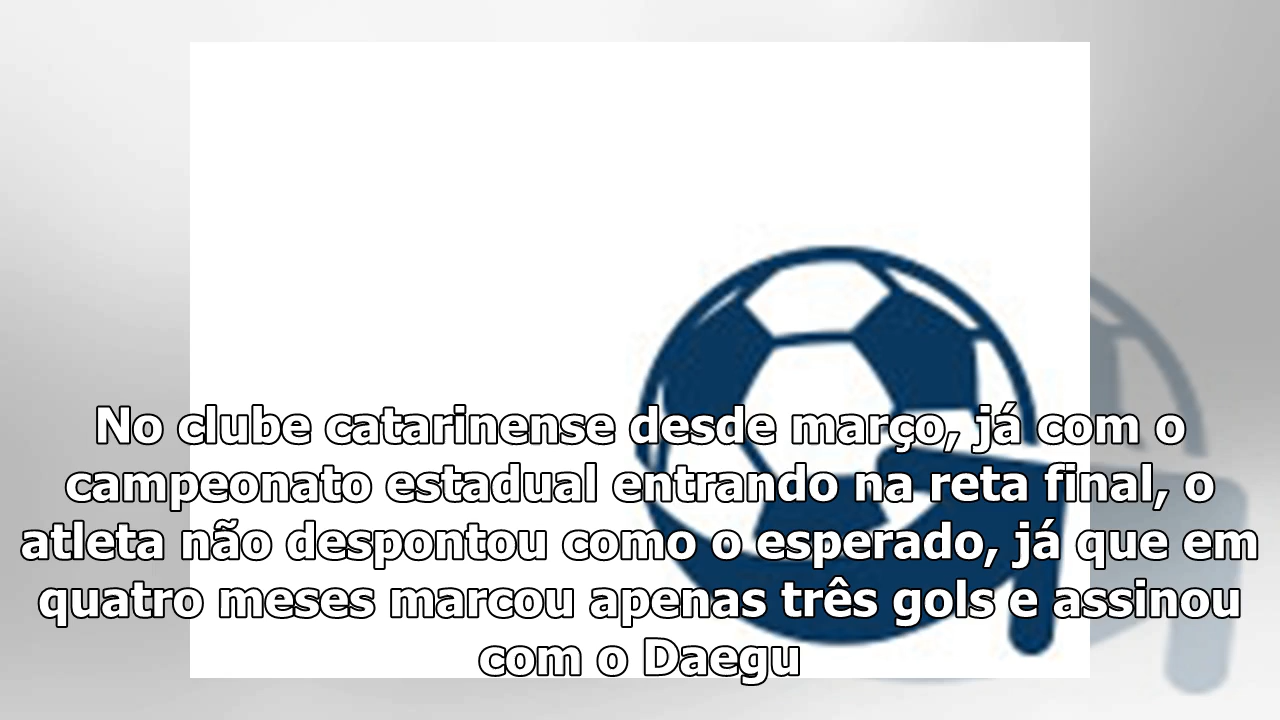 No clube catarinense desde março, já com o
campeonato estadual entrando na reta final, o
atleta não despontou como o esperado, já que em
quatro meses marcou apenas três gols e assinou
com o Daegu